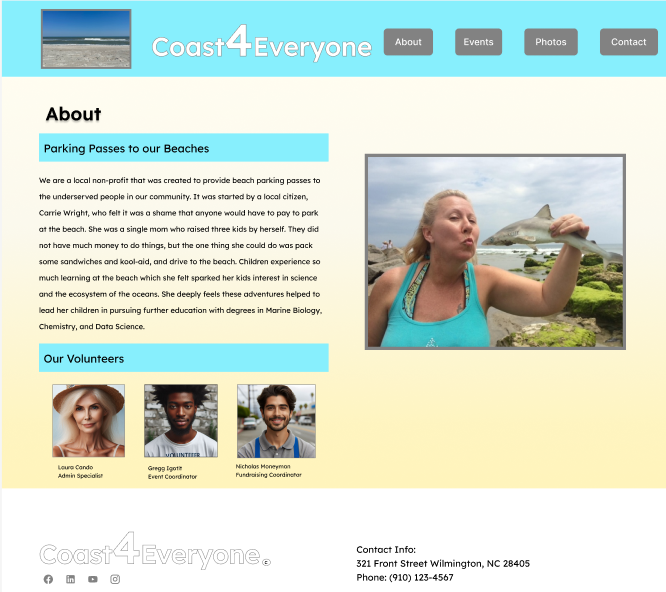 Coast4Everyone
About
Events
Photos
Contact
About
Parking Passes to our Beaches
We are a local non-profit that was created to provide beach parking passes to
the underserved people in our community. It was started by a local citizen,
Carrie Wright, who felt it was a shame that anyone would have to pay to park
at the beach. She was a single mom who raised three kids by herself. They did
not have much money to do things, but the one thing she could do was pack
some sandwiches and kool-aid, and drive to the beach. Children experience so
much learning at the beach which she felt sparked her kids interest in science
and the ecosystem of the oceans. She deeply feels these adventures helped to
lead her children in pursuing further education with degrees in Marine Biology,
Chemistry, and Data Science.
Our Volunteers
VOLUNTEER
Laura Cando
Admin Specialist
Gregg Igotit
Event Coordinator
Nicholas Moneyman
Fundraising Coordinator
Coast4Everyone©
Contact Info:
321 Front Street Wilmington, NC 28405
Phone: (910) 123-4567